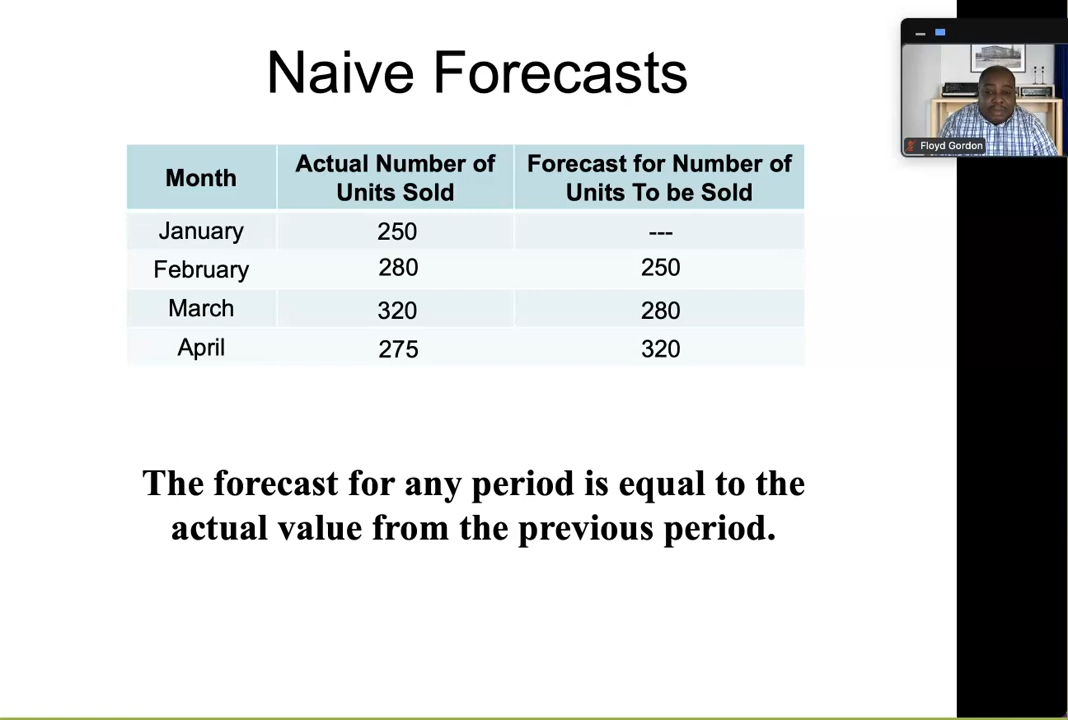 Naive Forecasts
Floyd Gordon
Month
Actual Number of
Units Sold
Forecast for Number of
Units To be Sold
January 250 ---
February 280 250
March 320 280
April 275 320
The forecast for any period is equal to the
actual value from the previous period.